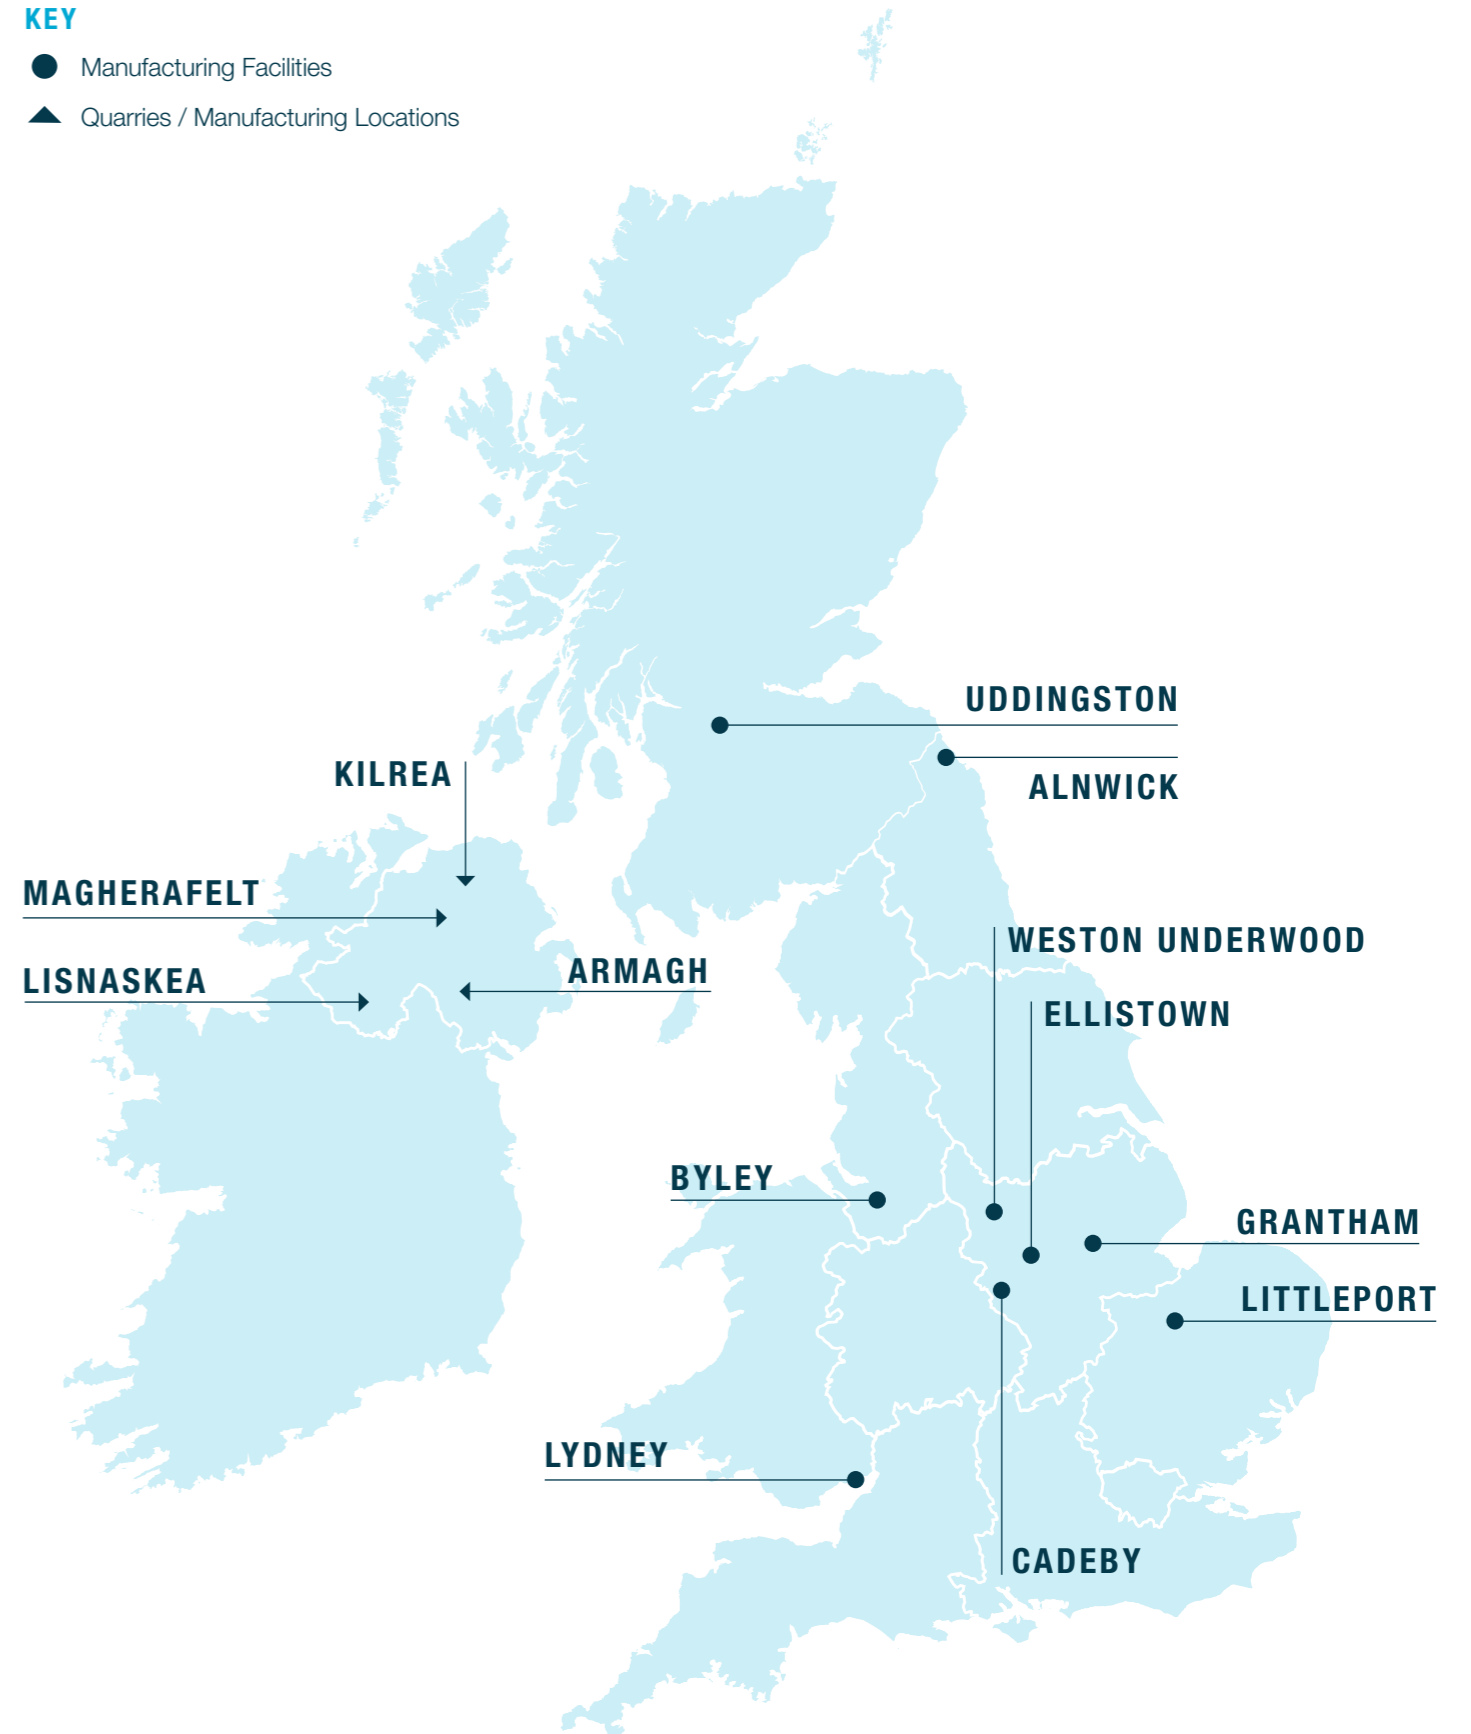 KEY
Manufacturing Facilities
Quarries / Manufacturing Locations
UDDINGSTON
KILREA
ALNWICK
MAGHERAFELT
WESTON UNDERWOOD
ARMAGH
LISNASKEA
ELLISTOWN
BYLEY
GRANTHAM
LITTLEPORT
LYDNEY
CADEBY